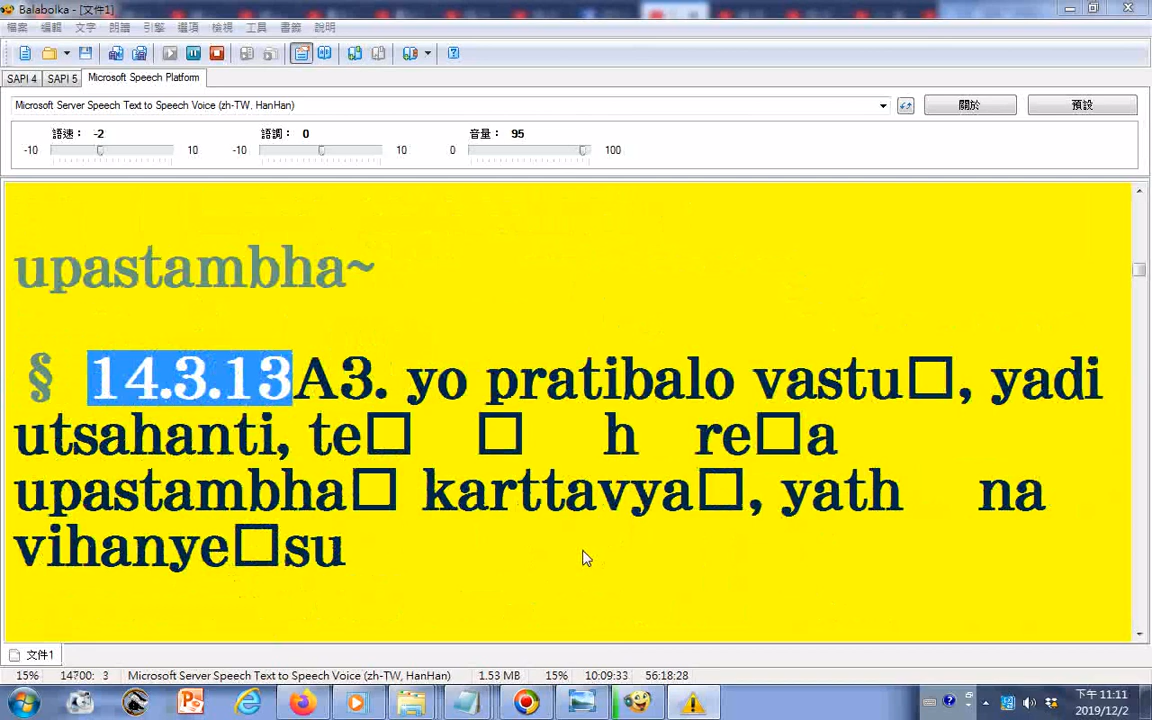 Balabolka - [文件1]
檔案 編輯 文字 朗讀 引擎 選項 檢視 工具 書籤 說明
SAPI 4 SAPI 5 Microsoft Speech Platform
Microsoft Server Speech Text to Speech Voice (zh-TW, HanHan) 關於 預設
語速： -2 語調： 0 音量： 95
-10 10 -10 10 0 100
upastambha~
§ 14.3.13A3. yo pratibalo vastu□, yadi
utsahanti, te□ □ h re□a
upastambha□ karttavya□, yath na
vihanye□su
文件1
15% 14700: 3 Microsoft Server Speech Text to Speech Voice (zh-TW, HanHan) 1.53 MB 15% 10:09:33 56:18:28
下午 11:11
2019/12/2